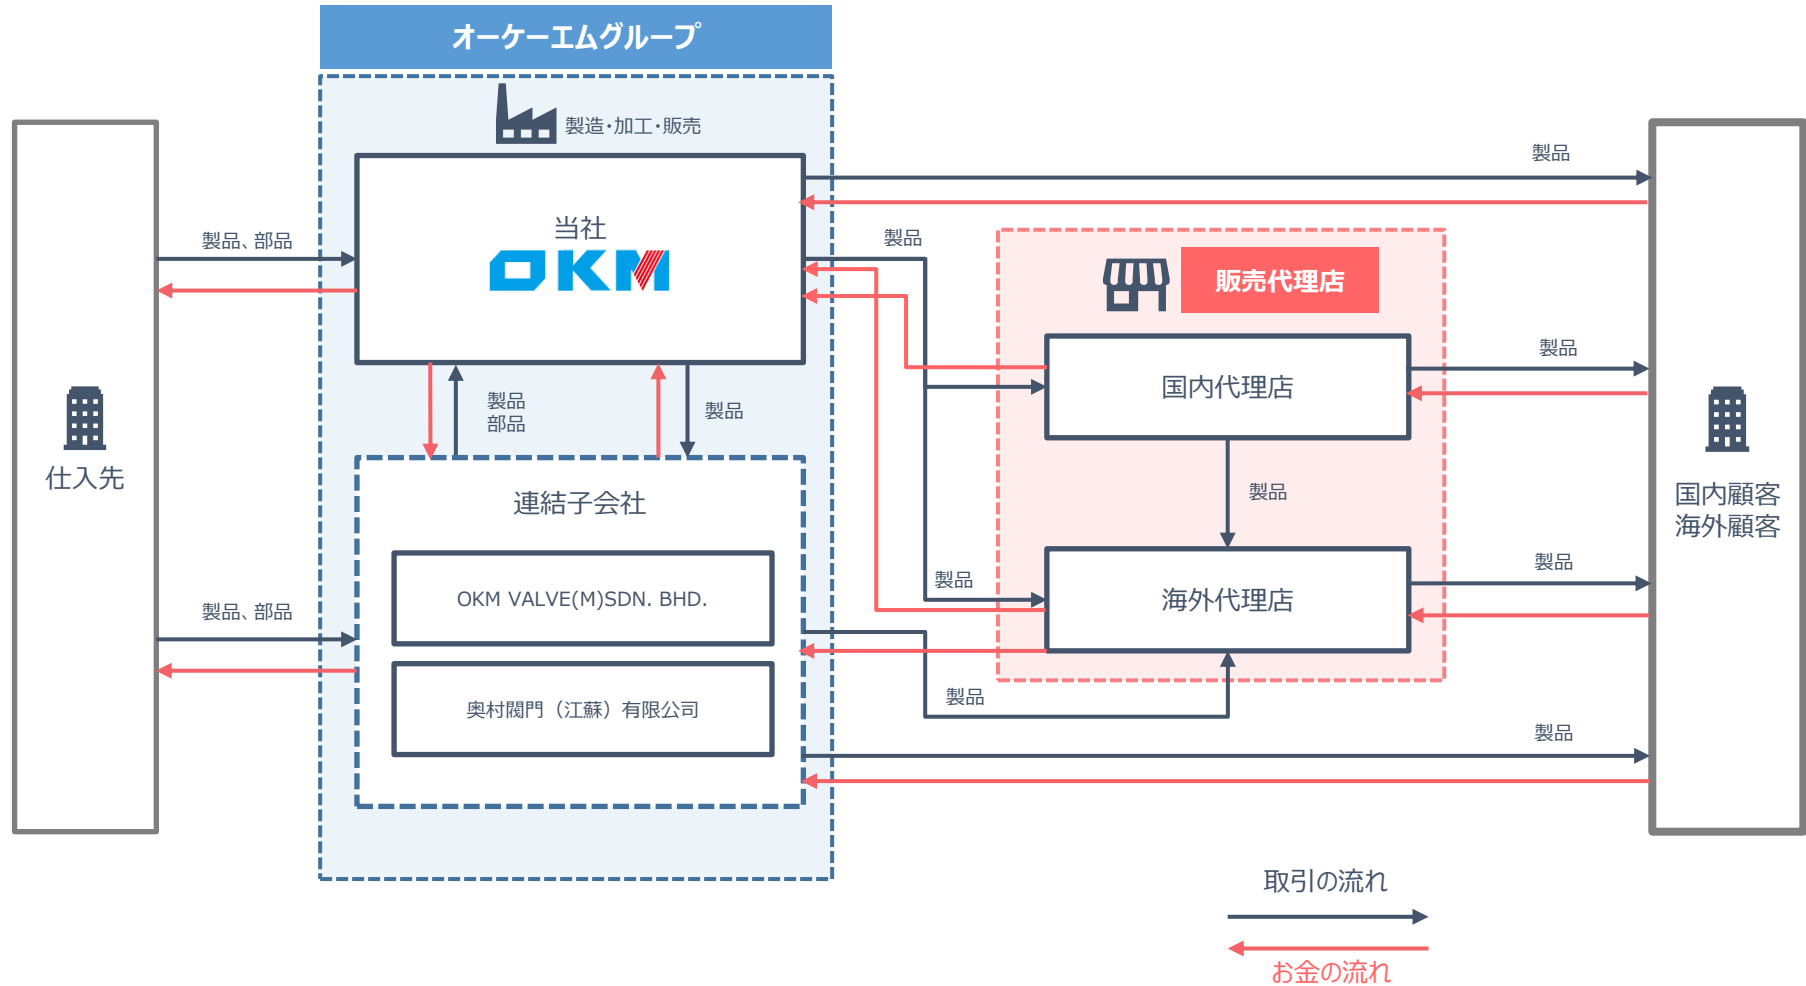 オーケーエムグループ
製造・加工・販売
当社
OKM
製品、部品
製品
製品
販売代理店
国内代理店
製品
製品
部品
製品
仕入先
連結子会社
製品
国内顧客
海外顧客
OKM VALVE(M)SDN. BHD.
製品、部品
製品
海外代理店
製品
奥村閥門（江蘇）有限公司
製品
製品
取引の流れ
お金の流れ